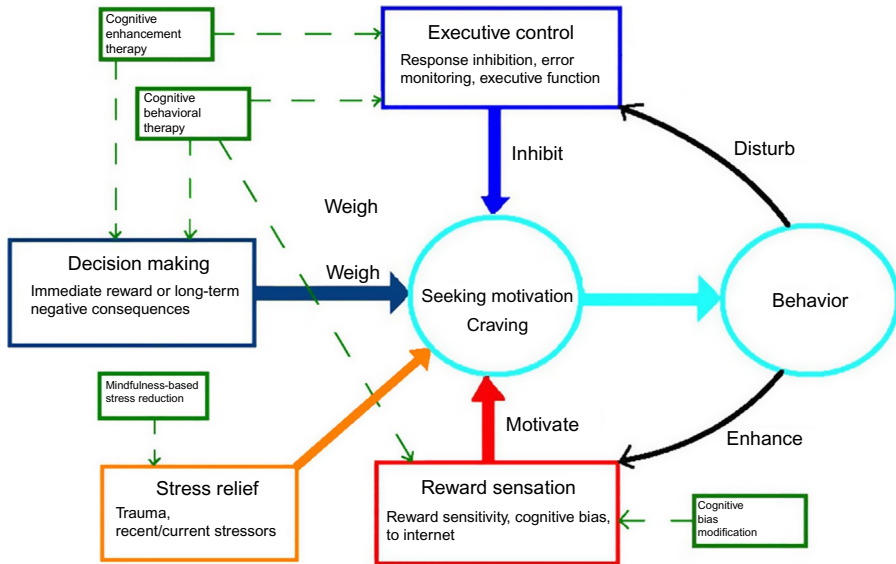 Cognitive
enhancement
therapy
Executive control
Response inhibition, error
monitoring, executive function
Cognitive
behavioral
therapy
Inhibit
Disturb
Weigh
Decision making
Immediate reward or long-term
negative consequences
Weigh
Seeking motivation
Craving
Behavior
Mindfulness-based
stress reduction
Motivate
Enhance
Stress relief
Trauma,
recent/current stressors
Reward sensation
Reward sensitivity, cognitive bias,
to internet
Cognitive
bias
modification